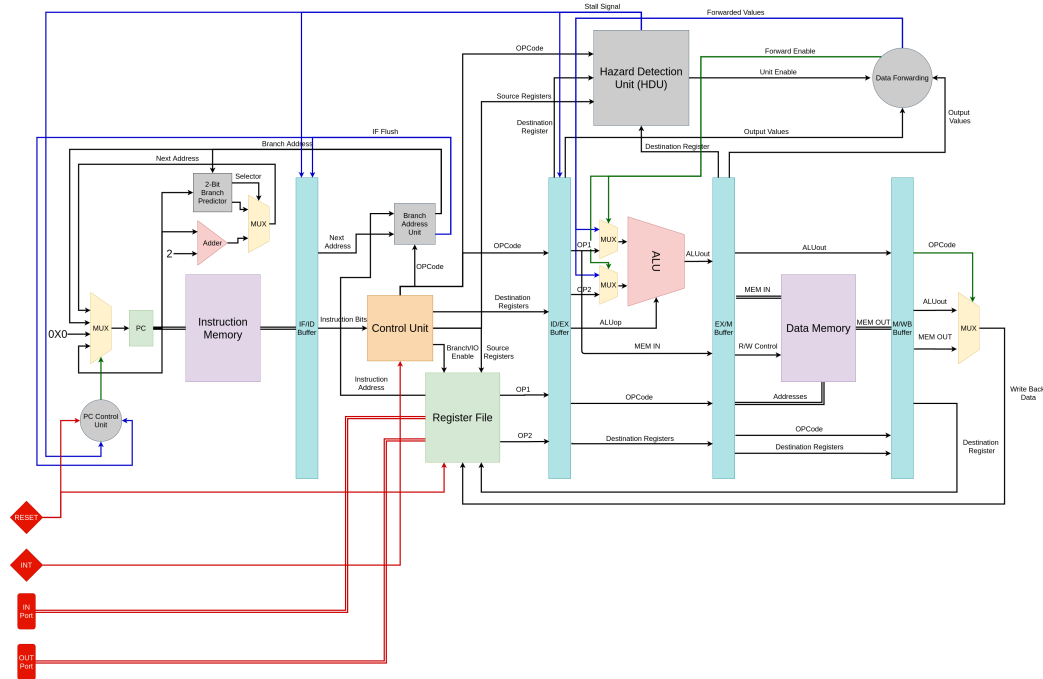 Stall Signal
Forwarded Values
OPCode
Hazard Detection
Unit (HDU)
Forward Enable
Unit Enable
Data Forwarding
Source Registers
Destination
Register
Output Values
Output
Values
IF Flush
Branch Address
Destination Register
Next Address
Selector
2-Bit
Branch
Predictor
MUX
Adder
2
Branch
Address
Unit
Next
Address
OPCode
OPCode
OP1
MUX
ALU
ALUout
ALUout
OPCode
OP2
MUX
MEM IN
Destination
Registers
ALUout
0X0
MUX
PC
Instruction
Memory
IF/ID
Buffer
Instruction Bits
Control Unit
ID/EX
Buffer
ALUop
EX/M
Buffer
Data Memory
MEM OUT
M/WB
Buffer
MEM OUT
MUX
Branch/IO
Enable
Source
Registers
MEM IN
R/W Control
Instruction
Address
OP1
OPCode
Addresses
Write Back
Data
PC Control
Unit
Register File
OP2
Destination Registers
OPCode
Destination Registers
Destination
Register
RESET
INT
IN
Port
OUT
Port